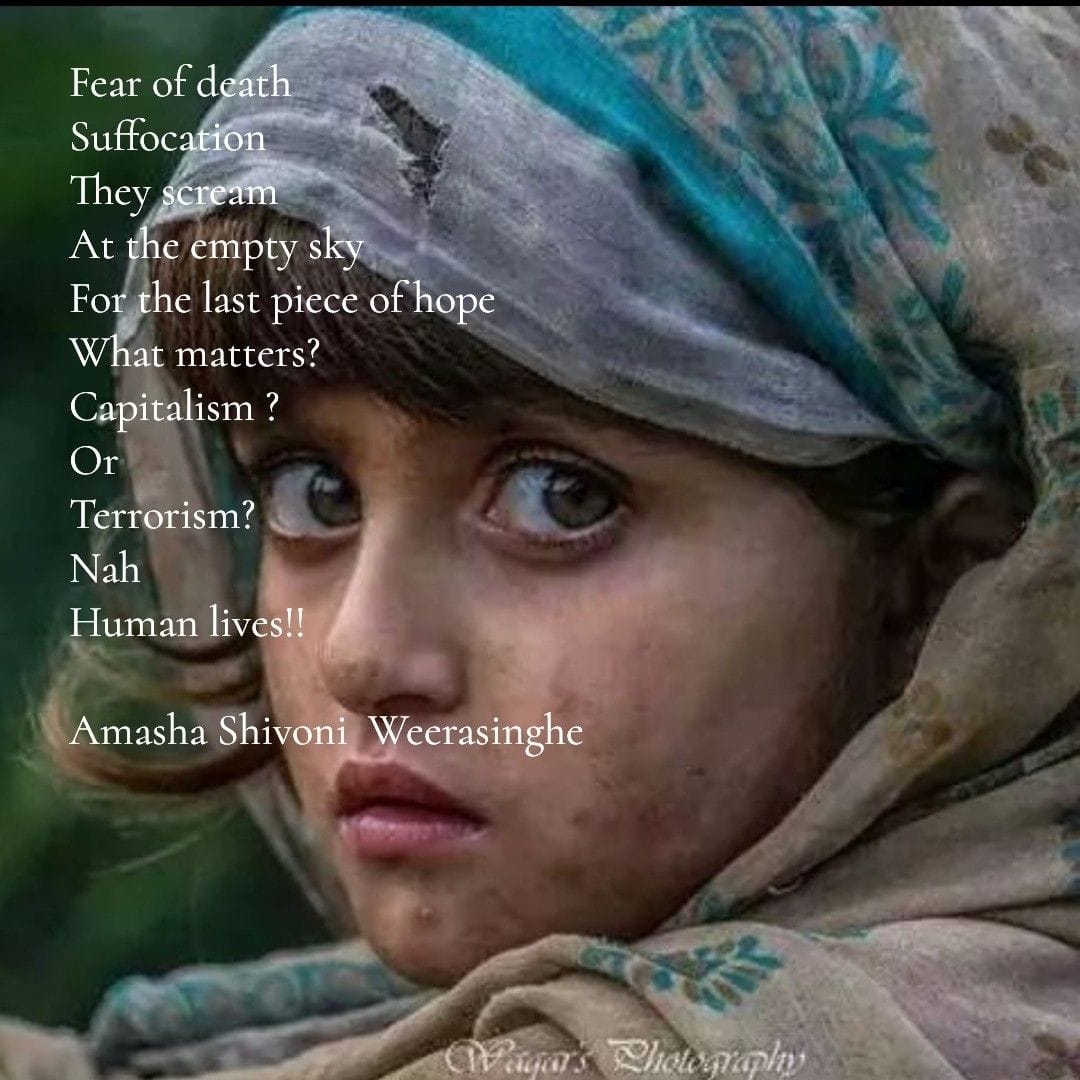 Fear of death
Suffocation
They scream
At the empty sky
For the last piece of hope
What matters?
Capitalism ?
Or
Terrorism?
Nah
Human lives!!
Amasha Shivoni Weerasinghe
Waqar's Photography